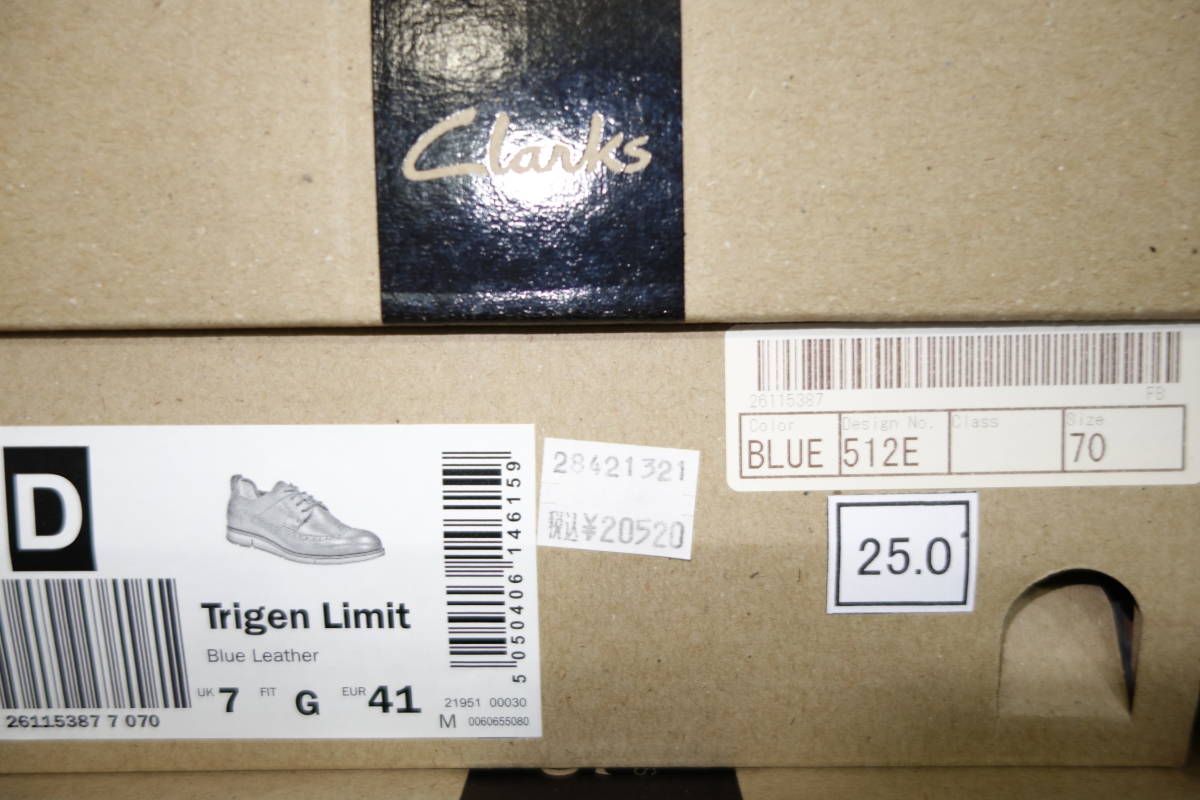 Clarks
26115387
FB
Color
Design No.
Class
Size
BLUE
512E
70
25.0
28421321
税込¥20520
D
Trigen Limit
Blue Leather
UK 7 FIT G EUR 41
26115387 7 070
5 050406 146159
21951 00030
M 0060655080